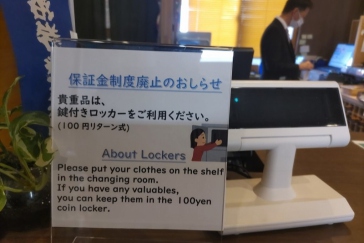 保証金制度廃止のおしらせ
貴重品は、
鍵付きロッカーをご利用ください。
(100円リターン式)
About Lockers
Please put your clothes on the shelf
in the changing room.
If you have any valuables,
you can keep them in the 100yen
coin locker.